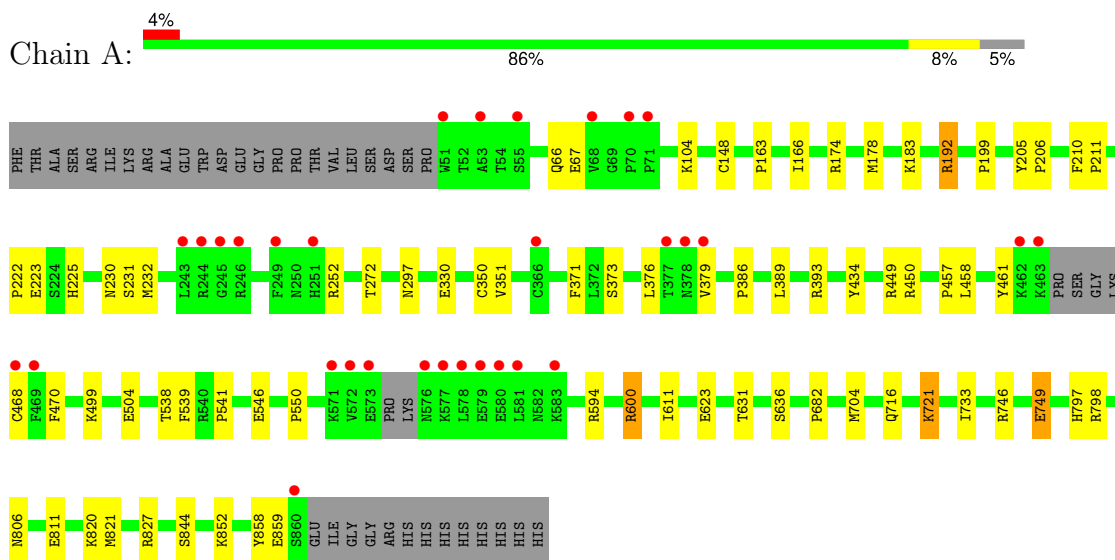 4%
Chain A:
86% 8% 5%
PHE THR ALA SER ARG ILE LYS ARG ALA GLU TRP ASP GLU GLY PRO PRO THR VAL LEU SER ASP SER PRO W51 T52 A53 T54 S55 Q66 E67 V68 G69 P70 P71 K104 C148 P163 I166 R174 M178 K183 R192 P199 Y205 P206 F210 P211
P222 E223 S224 H225 N230 S231 M232 L243 R244 G245 R246 F249 N250 H251 R252 T272 N297 E330 C350 V351 C366 F371 L372 S373 L376 T377 N378 V379 P386 L389 R393 Y434 R449 R450 P457 L458 Y461 K462 K463 PRO SER GLY LYS
C468 F469 F470 K499 E504 T538 F539 R540 P541 E546 P550 K571 V572 E573 PRO LYS N576 K577 L578 E579 E580 L581 N582 K583 R594 R600 I611 E623 T631 S636 P682 M704 Q716 K721 I733 R746 E749 H797 R798
N806 E811 K820 M821 R827 S844 K852 Y858 E859 S860 GLU ILE GLY GLY ARG HIS HIS HIS HIS HIS HIS HIS HIS